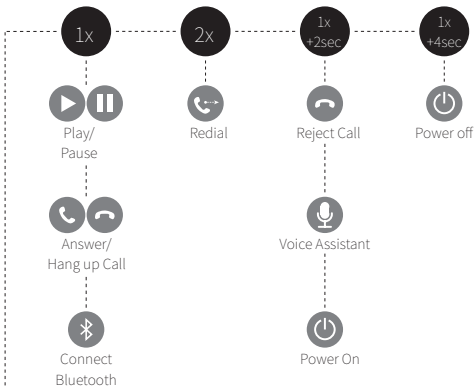 1x
2x
1x
+2sec
1x
+4sec
Play/
Pause
Redial
Reject Call
Power off
Answer/
Hang up Call
Voice Assistant
Connect
Bluetooth
Power On